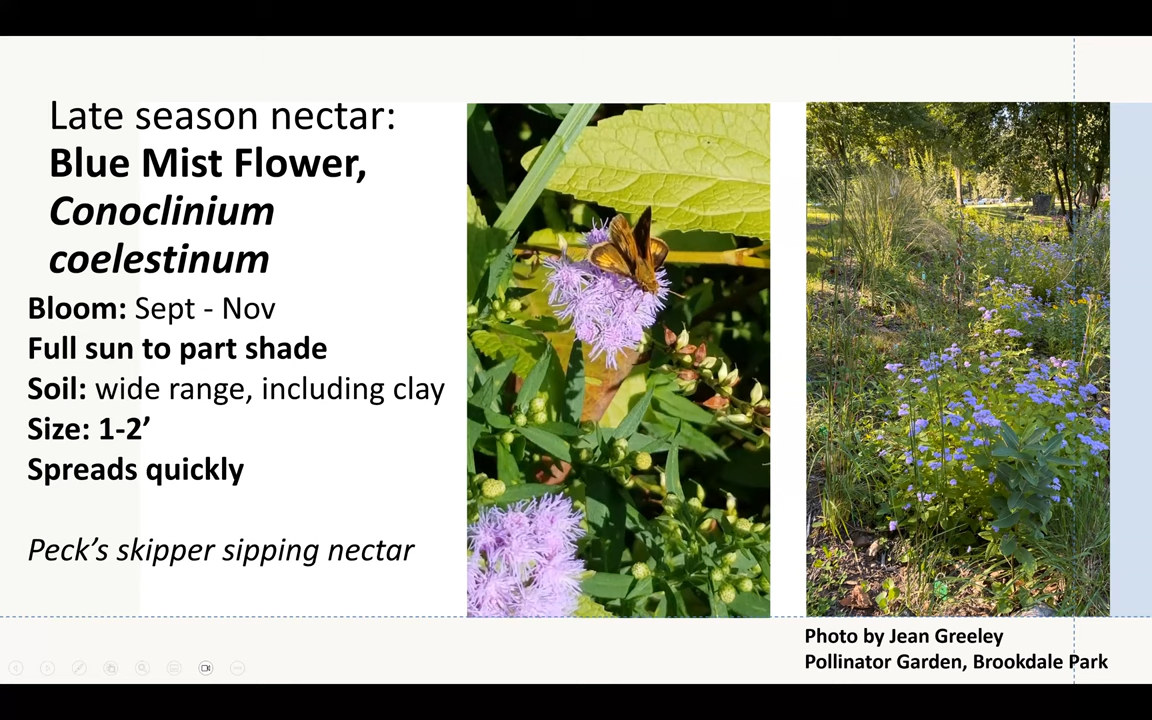 Late season nectar:
Blue Mist Flower,
Conoclinium
coelestinum
Bloom: Sept - Nov
Full sun to part shade
Soil: wide range, including clay
Size: 1-2’
Spreads quickly
Peck’s skipper sipping nectar
Photo by Jean Greeley
Pollinator Garden, Brookdale Park